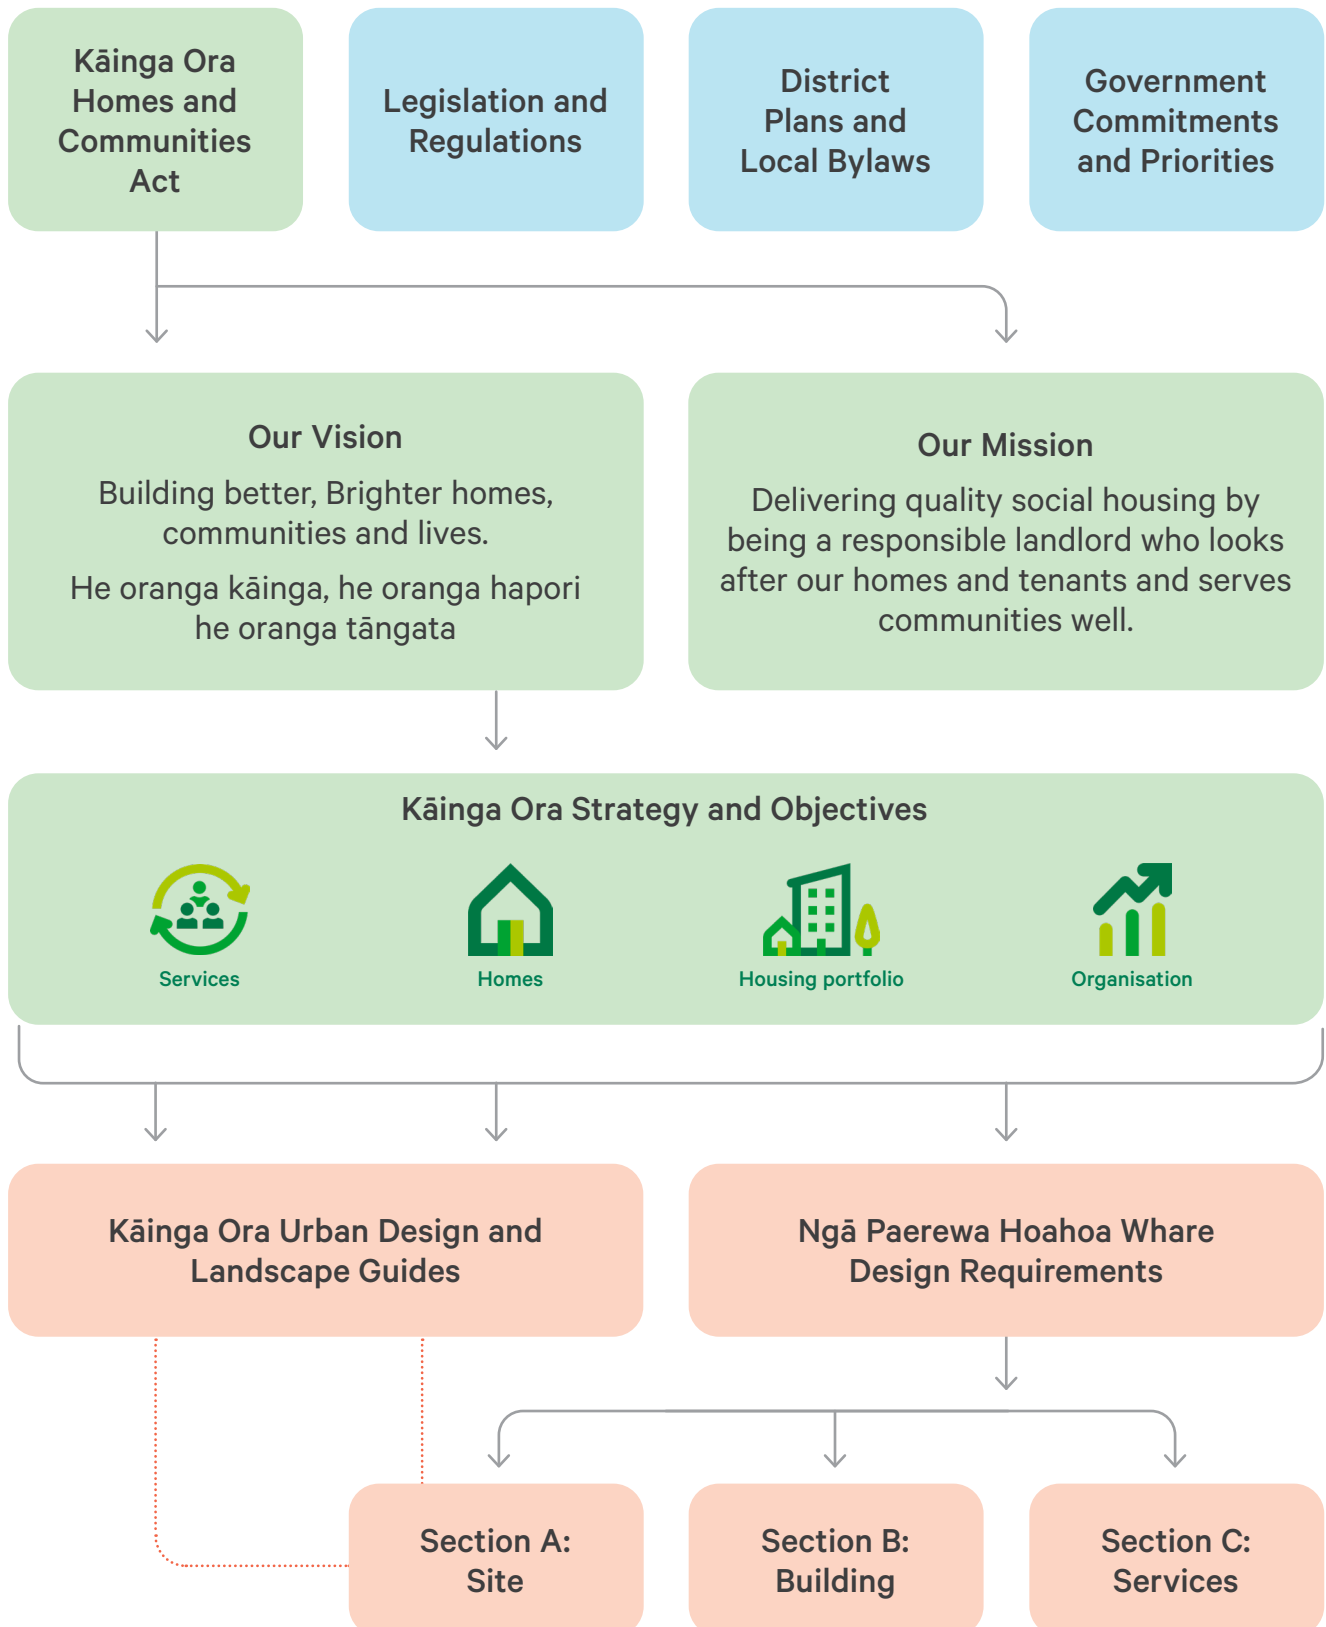 Kāinga Ora
Homes and
Communities
Act
Legislation and
Regulations
District
Plans and
Local Bylaws
Government
Commitments
and Priorities
Our Vision
Building better, Brighter homes,
communities and lives.
He oranga kāinga, he oranga hapori
he oranga tāngata
Our Mission
Delivering quality social housing by
being a responsible landlord who looks
after our homes and tenants and serves
communities well.
Kāinga Ora Strategy and Objectives
Services
Homes
Housing portfolio
Organisation
Kāinga Ora Urban Design and
Landscape Guides
Ngā Paerewa Hoahoa Whare
Design Requirements
Section A:
Site
Section B:
Building
Section C:
Services